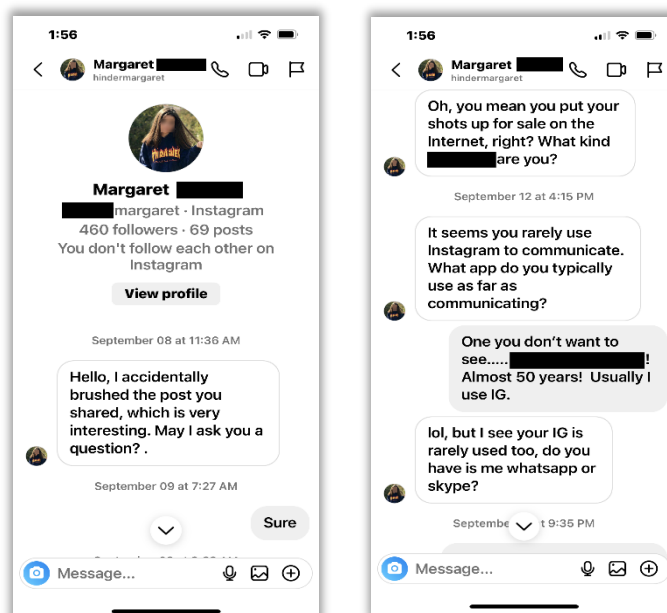 1:56
Margaret
hindermargaret
Margaret
margaret · Instagram
460 followers · 69 posts
You don't follow each other on
Instagram
View profile
September 08 at 11:36 AM
Hello, I accidentally
brushed the post you
shared, which is very
interesting. May I ask you a
question? .
September 09 at 7:27 AM
Sure
Message...
1:56
Margaret
hindermargaret
Oh, you mean you put your
shots up for sale on the
Internet, right? What kind
are you?
September 12 at 4:15 PM
It seems you rarely use
Instagram to communicate.
What app do you typically
use as far as
communicating?
One you don't want to
see.....!
Almost 50 years! Usually I
use IG.
lol, but I see your IG is
rarely used too, do you
have is me whatsapp or
skype?
Septembe t 9:35 PM
Message...